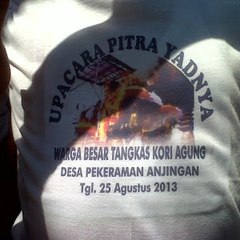 UPACARA PITRA YADNYA
WARGA BESAR TANGKAS KORI AGUNG
DESA PEKERAMAN ANJINGAN
Tgl. 25 Agustus 2013